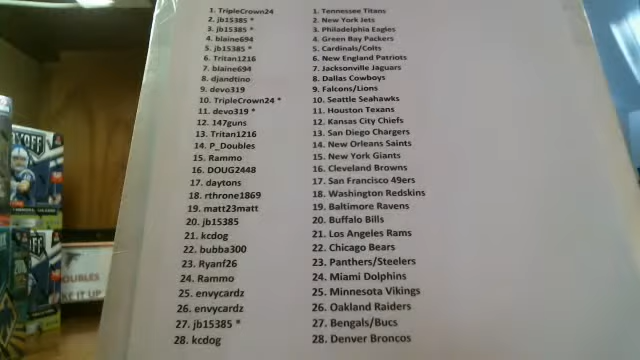 1. TripleCrown24
2. jb15385 *
3. jb15385 *
4. blaine694
5. jb15385 *
6. Tritan1216
7. blaine694
8. djandtino
9. devo319
10. TripleCrown24 *
11. devo319 *
12. 147guns
13. Tritan1216
14. P_Doubles
15. Rammo
16. DOUG2448
17. daytons
18. rthrone1869
19. matt23matt
20. jb15385
21. kcdog
22. bubba300
23. Ryanf26
24. Rammo
25. envycardz
26. envycardz
27. jb15385 *
28. kcdog
1. Tennessee Titans
2. New York Jets
3. Philadelphia Eagles
4. Green Bay Packers
5. Cardinals/Colts
6. New England Patriots
7. Jacksonville Jaguars
8. Dallas Cowboys
9. Falcons/Lions
10. Seattle Seahawks
11. Houston Texans
12. Kansas City Chiefs
13. San Diego Chargers
14. New Orleans Saints
15. New York Giants
16. Cleveland Browns
17. San Francisco 49ers
18. Washington Redskins
19. Baltimore Ravens
20. Buffalo Bills
21. Los Angeles Rams
22. Chicago Bears
23. Panthers/Steelers
24. Miami Dolphins
25. Minnesota Vikings
26. Oakland Raiders
27. Bengals/Bucs
28. Denver Broncos
OUBLES
KE IT UP